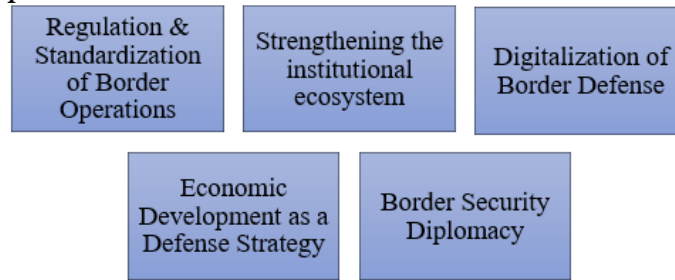 Regulation &
Standardization
of Border
Operations
Strengthening the
institutional
ecosystem
Digitalization of
Border Defense
Economic
Development as a
Defense Strategy
Border Security
Diplomacy